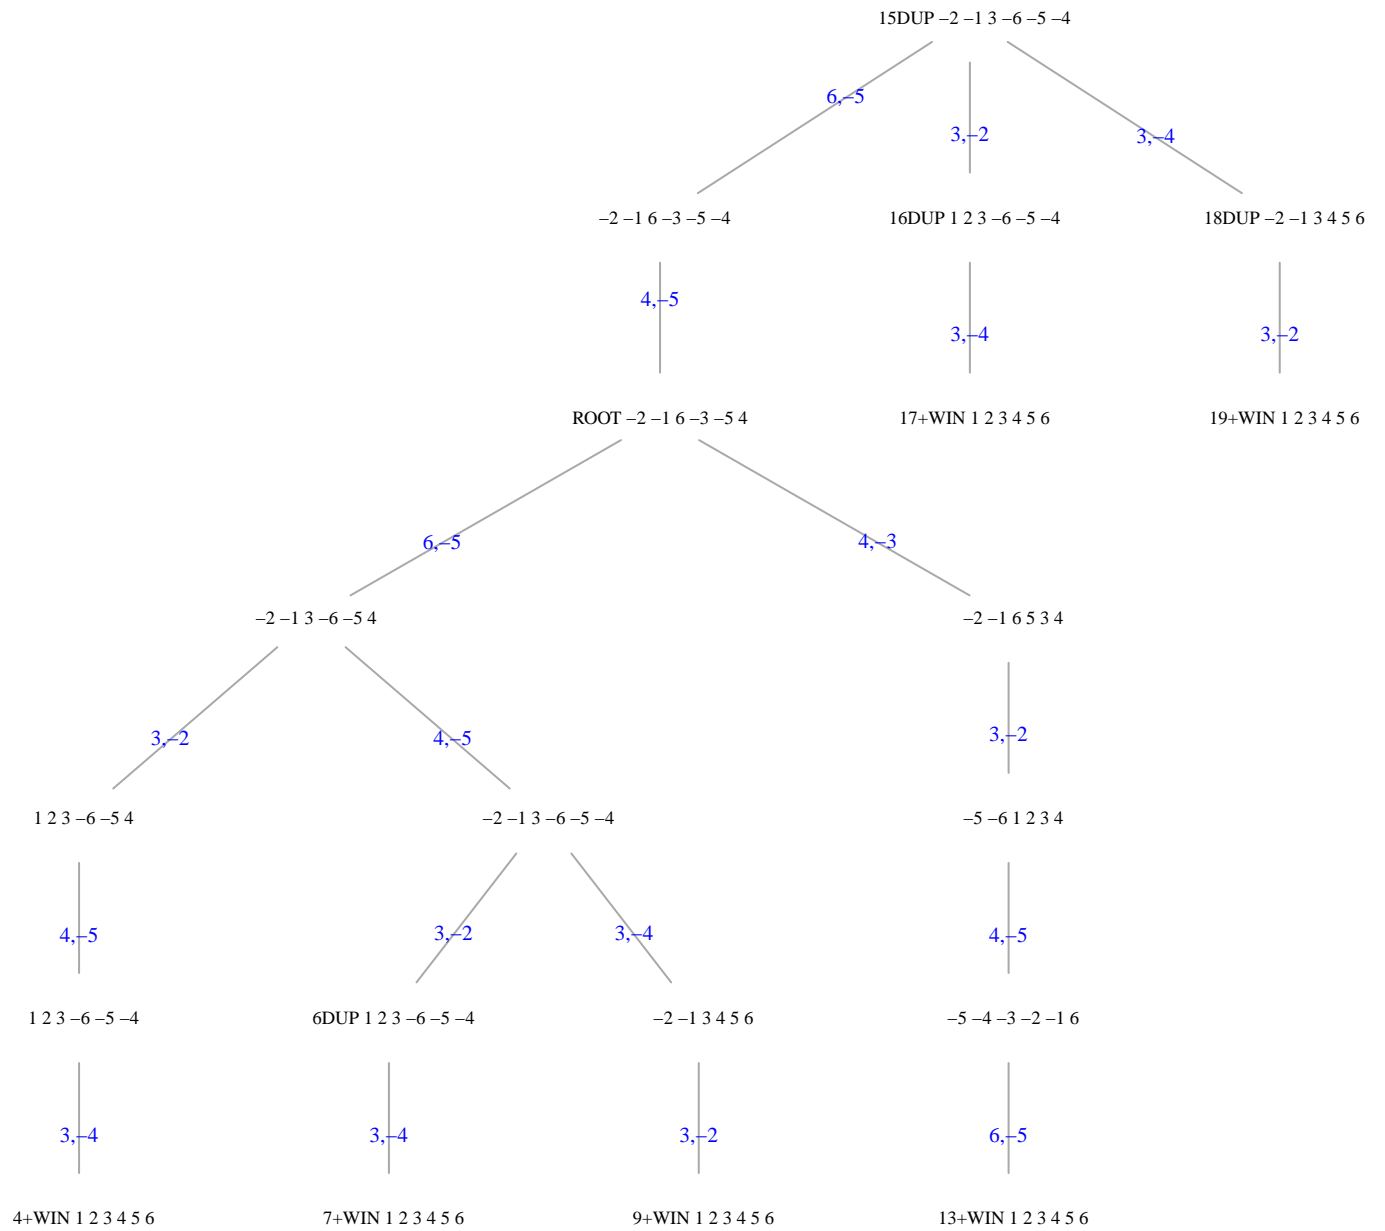 15DUP –2 –1 3 –6 –5 –4
6,–5
3,–2
3,–4
–2 –1 6 –3 –5 –4
16DUP 1 2 3 –6 –5 –4
18DUP –2 –1 3 4 5 6
4,–5
3,–4
3,–2
ROOT –2 –1 6 –3 –5 4
17+WIN 1 2 3 4 5 6
19+WIN 1 2 3 4 5 6
6,–5
4,–3
–2 –1 3 –6 –5 4
–2 –1 6 5 3 4
3,–2
4,–5
3,–2
1 2 3 –6 –5 4
–2 –1 3 –6 –5 –4
–5 –6 1 2 3 4
4,–5
3,–2
3,–4
4,–5
1 2 3 –6 –5 –4
6DUP 1 2 3 –6 –5 –4
–2 –1 3 4 5 6
–5 –4 –3 –2 –1 6
3,–4
3,–4
3,–2
6,–5
4+WIN 1 2 3 4 5 6
7+WIN 1 2 3 4 5 6
9+WIN 1 2 3 4 5 6
13+WIN 1 2 3 4 5 6